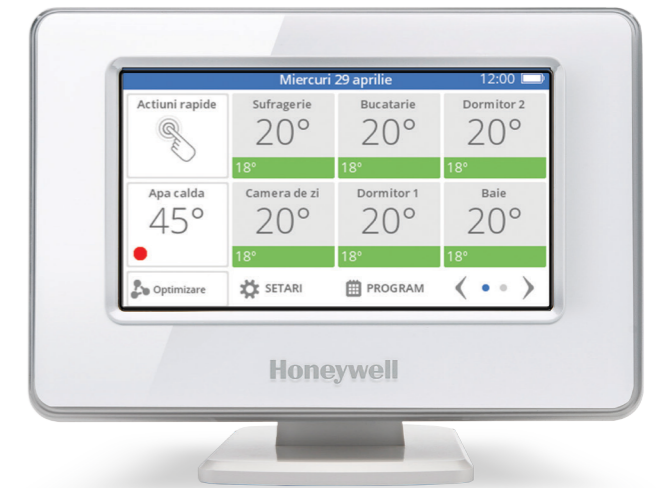 Miercuri 29 aprilie 12:00
Actiuni rapide
Sufragerie
20°
18°
Bucatarie
20°
18°
Dormitor 2
20°
18°
Apa calda
45°
Camera de zi
20°
18°
Dormitor 1
20°
18°
Baie
20°
18°
Optimizare
SETARI
PROGRAM
Honeywell